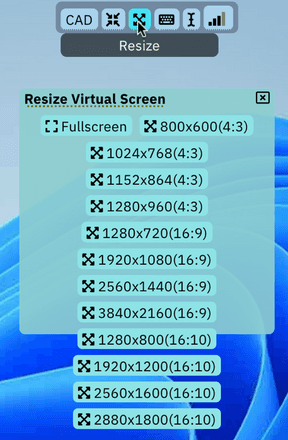 CAD
Resize
Resize Virtual Screen
Fullscreen 800x600(4:3)
1024x768(4:3)
1152x864(4:3)
1280x960(4:3)
1280x720(16:9)
1920x1080(16:9)
2560x1440(16:9)
3840x2160(16:9)
1280x800(16:10)
1920x1200(16:10)
2560x1600(16:10)
2880x1800(16:10)